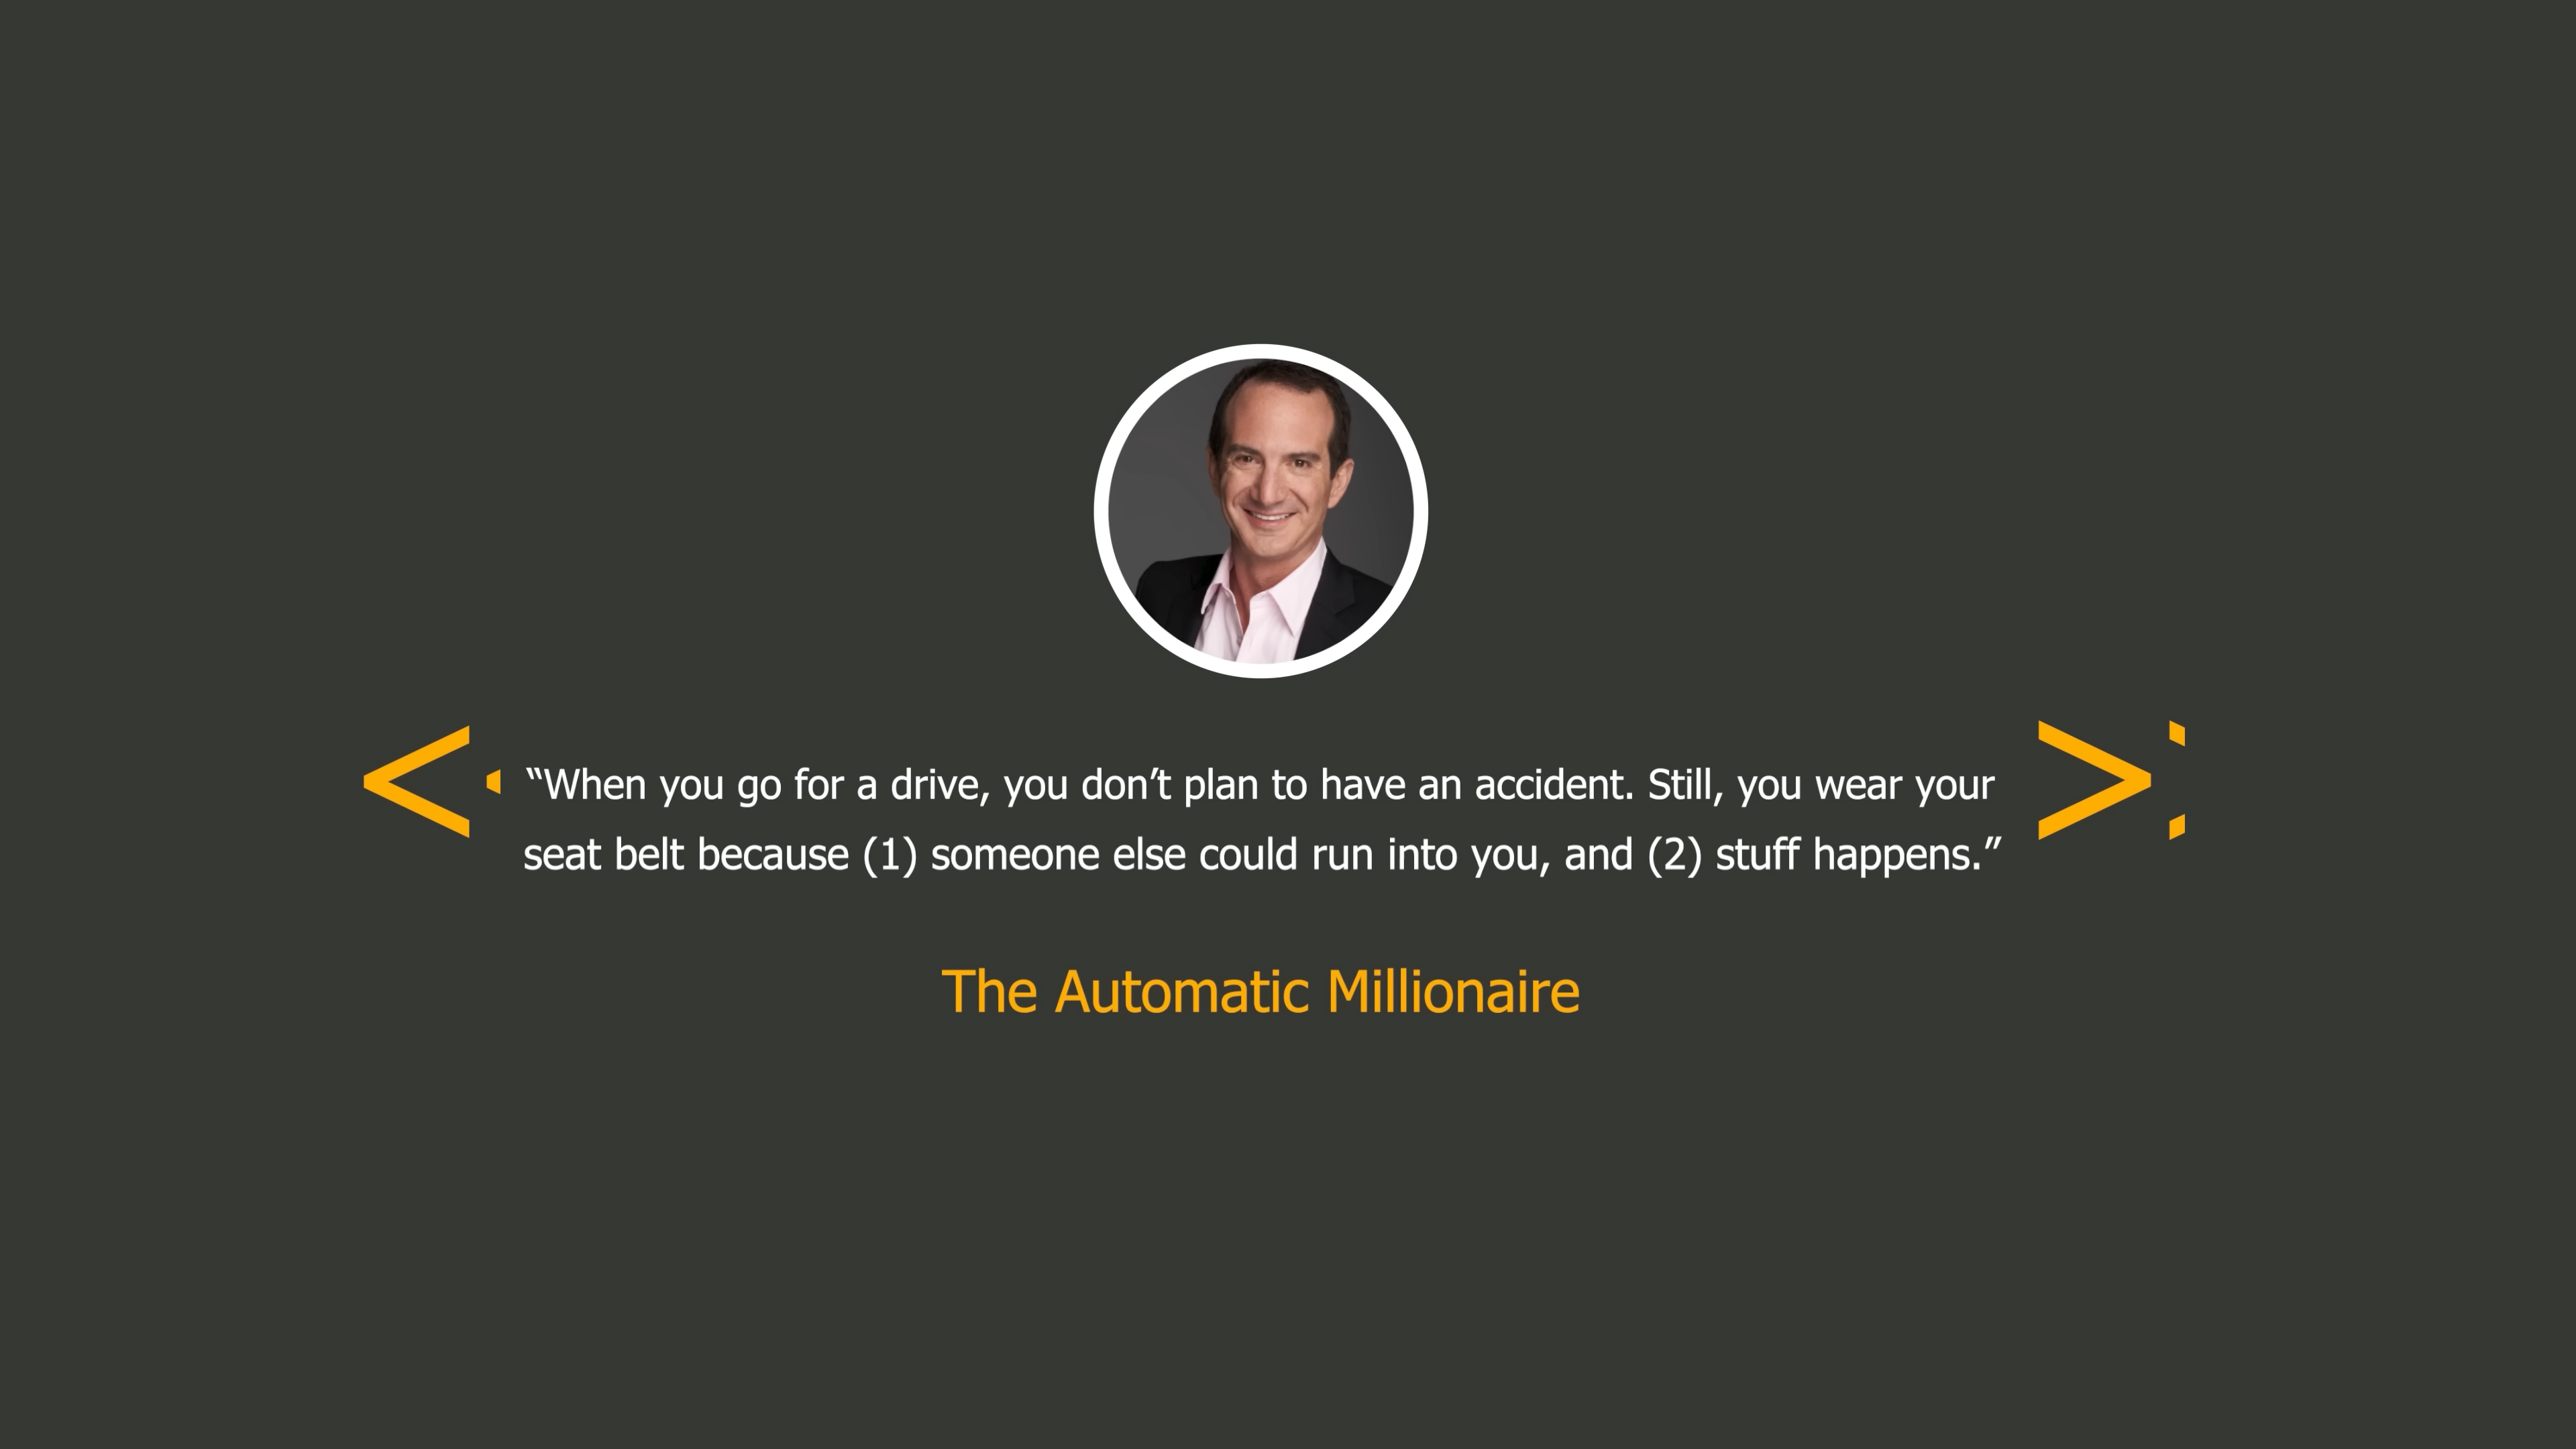 “When you go for a drive, you don’t plan to have an accident. Still, you wear your
seat belt because (1) someone else could run into you, and (2) stuff happens.”
The Automatic Millionaire